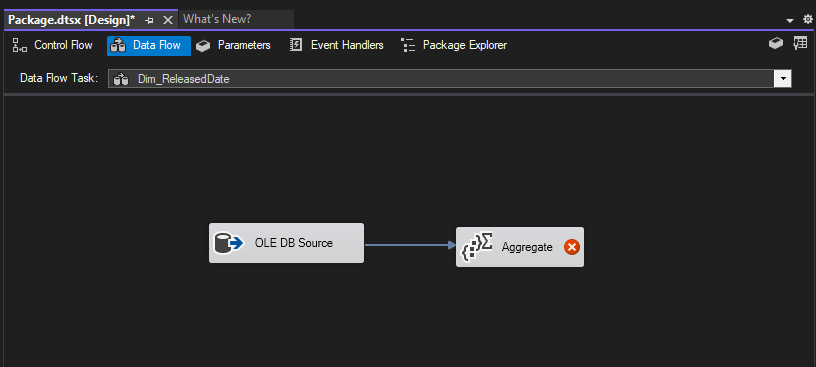 Package.dtsx [Design]* What's New?
Control Flow Data Flow Parameters Event Handlers Package Explorer
Data Flow Task: Dim_ReleasedDate
OLE DB Source Aggregate